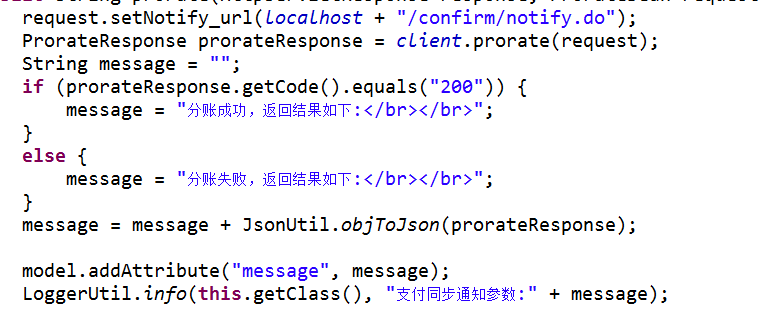 request.setNotify_url(localhost + "/confirm/notify.do");
ProrateResponse prorateResponse = client.prorate(request);
String message = "";
if (prorateResponse.getCode().equals("200")) {
    message = "分账成功，返回结果如下:</br></br>";
}
else {
    message = "分账失败，返回结果如下:</br></br>";
}
message = message + JsonUtil.objToJson(prorateResponse);
model.addAttribute("message", message);
LoggerUtil.info(this.getClass(), "支付同步通知参数:" + message);